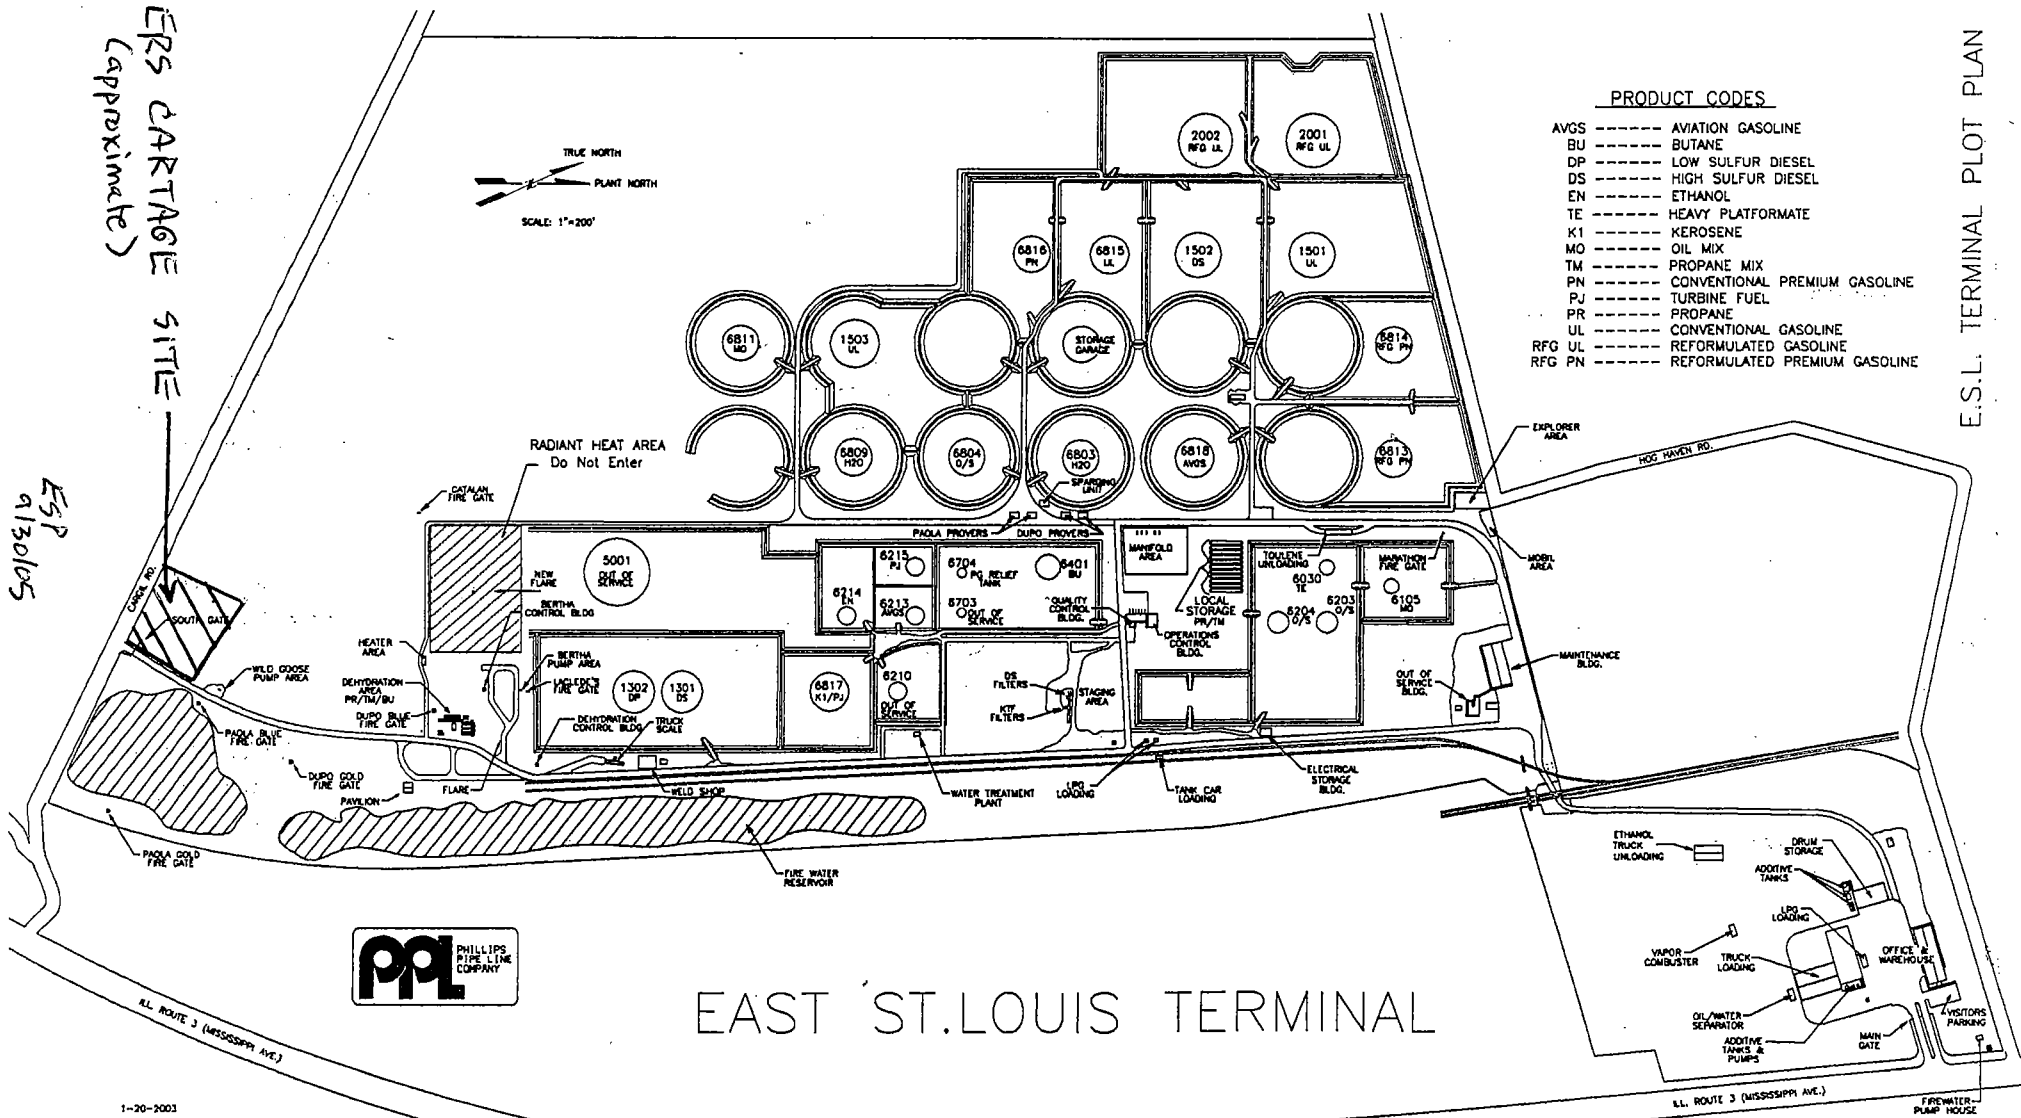 ERS CARTAGE SITE
(approximate)
ESP
9/30/05
TRUE NORTH
PLANT NORTH
SCALE: 1"=200'
PRODUCT CODES
AVGS ------ AVIATION GASOLINE
BU ------ BUTANE
DP ------ LOW SULFUR DIESEL
DS ------ HIGH SULFUR DIESEL
EN ------ ETHANOL
TE ------ HEAVY PLATFORMATE
K1 ------ KEROSENE
MO ------ OIL MIX
TM ------ PROPANE MIX
PN ------ CONVENTIONAL PREMIUM GASOLINE
PJ ------ TURBINE FUEL
PR ------ PROPANE
UL ------ CONVENTIONAL GASOLINE
RFG UL ------ REFORMULATED GASOLINE
RFG PN ------ REFORMULATED PREMIUM GASOLINE
E.S.L. TERMINAL PLOT PLAN
2002
RFG UL
2001
RFG UL
6816
PN
6815
UL
1502
DS
1501
UL
6811
MO
1503
UL
STORAGE
GARAGE
6814
RFG PN
6809
H2O
6804
O/S
6803
H2O
6818
AVGS
6813
RFG PN
SPARGING
UNIT
EXPLORER
AREA
HOG HAVEN RD.
RADIANT HEAT AREA
Do Not Enter
CATALAN
FIRE GATE
PAOLA PROVERS
DUPO PROVERS
MANIFOLD
AREA
TOULENE
UNLOADING
MARATHON
FIRE GATE
MOBIL
AREA
5001
OUT OF
SERVICE
NEW
FLARE
BERTHA
CONTROL BLDG
6215
PJ
6214
EN
6213
AVGS
6704
PG RELIEF
TANK
6703
OUT OF
SERVICE
6401
BU
QUALITY
CONTROL
BLDG.
LOCAL
STORAGE
PR/TM
OPERATIONS
CONTROL
BLDG.
6030
TE
6204
O/S
6203
O/S
6105
MO
CARGIL RD.
SOUTH GATE
WILD GOOSE
PUMP AREA
HEATER
AREA
DEHYDRATION
AREA
PR/TM/BU
DUPO BLUE
FIRE GATE
BERTHA
PUMP AREA
LACLEDE'S
FIRE GATE
1302
DP
1301
DS
6817
K1/PJ
6210
OUT OF
SERVICE
DS
FILTERS
KTF
FILTERS
STAGING
AREA
MAINTENANCE
BLDG.
OUT OF
SERVICE
BLDG.
DEHYDRATION
CONTROL BLDG
TRUCK
SCALE
PAOLA BLUE
FIRE GATE
DUPO GOLD
FIRE GATE
PAVILION
FLARE
WELD SHOP
WATER TREATMENT
PLANT
LPG
LOADING
TANK CAR
LOADING
ELECTRICAL
STORAGE
BLDG.
PAOLA GOLD
FIRE GATE
FIRE WATER
RESERVOIR
ETHANOL
TRUCK
UNLOADING
DRUM
STORAGE
ADDITIVE
TANKS
LPG
LOADING
VAPOR
COMBUSTER
TRUCK
LOADING
OFFICE &
WAREHOUSE
OIL/WATER
SEPARATOR
ADDITIVE
TANKS &
PUMPS
MAIN
GATE
VISITORS
PARKING
FIREWATER
PUMP HOUSE
PPL
PHILLIPS
PIPE LINE
COMPANY
EAST ST.LOUIS TERMINAL
ILL. ROUTE 3 (MISSISSIPPI AVE.)
ILL. ROUTE 3 (MISSISSIPPI AVE.)
1-20-2003